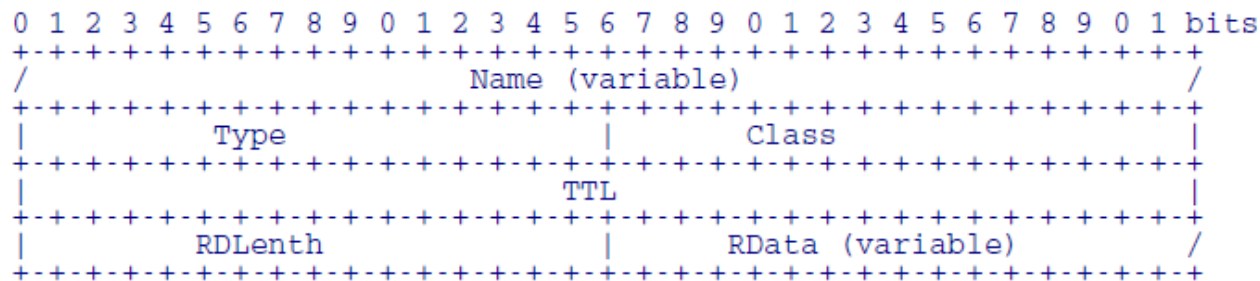 0 1 2 3 4 5 6 7 8 9 0 1 2 3 4 5 6 7 8 9 0 1 2 3 4 5 6 7 8 9 0 1 bits
+-+-+-+-+-+-+-+-+-+-+-+-+-+-+-+-+-+-+-+-+-+-+-+-+-+-+-+-+-+-+-+-+
/                         Name (variable)                        /
+-+-+-+-+-+-+-+-+-+-+-+-+-+-+-+-+-+-+-+-+-+-+-+-+-+-+-+-+-+-+-+-+
|          Type                 |       Class                   |
+-+-+-+-+-+-+-+-+-+-+-+-+-+-+-+-+-+-+-+-+-+-+-+-+-+-+-+-+-+-+-+-+
|                             TTL                               |
+-+-+-+-+-+-+-+-+-+-+-+-+-+-+-+-+-+-+-+-+-+-+-+-+-+-+-+-+-+-+-+-+
|         RDLenth               |      RData (variable)         /
+-+-+-+-+-+-+-+-+-+-+-+-+-+-+-+-+-+-+-+-+-+-+-+-+-+-+-+-+-+-+-+-+